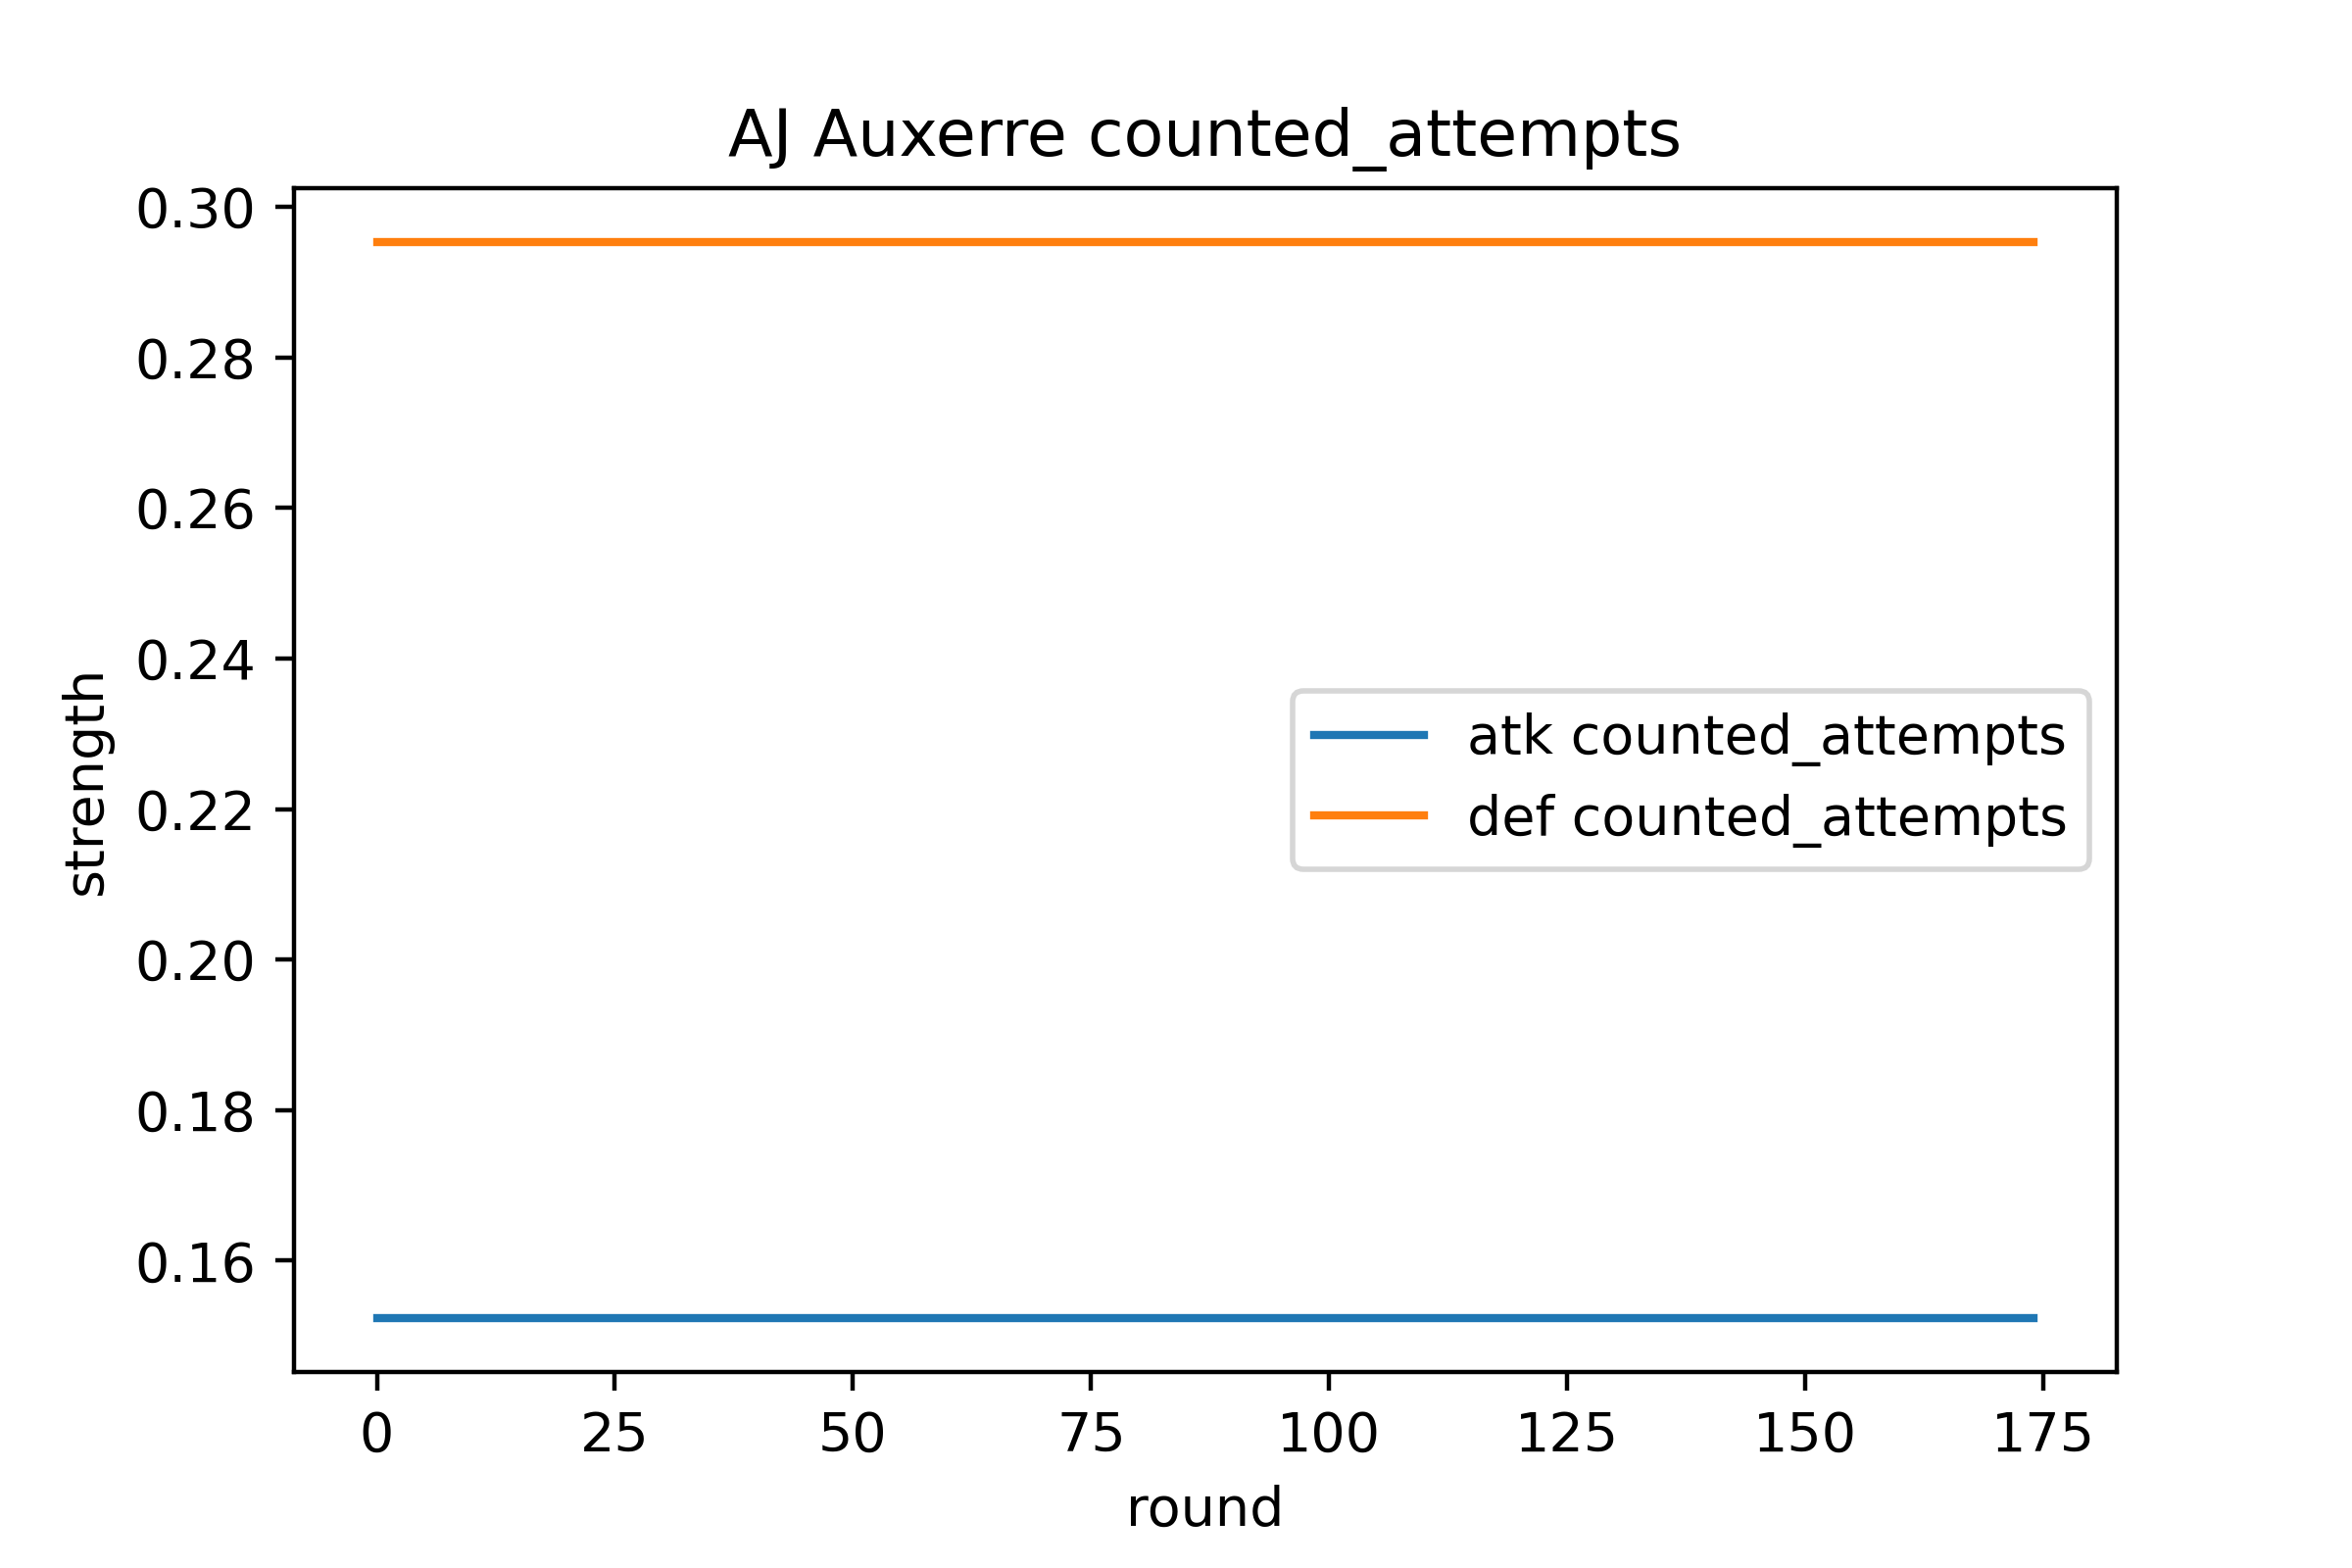 AJ Auxerre counted_attempts
0.30
0.28
0.26
0.24
0.22
0.20
0.18
0.16
strength
atk counted_attempts
def counted_attempts
0 25 50 75 100 125 150 175
round